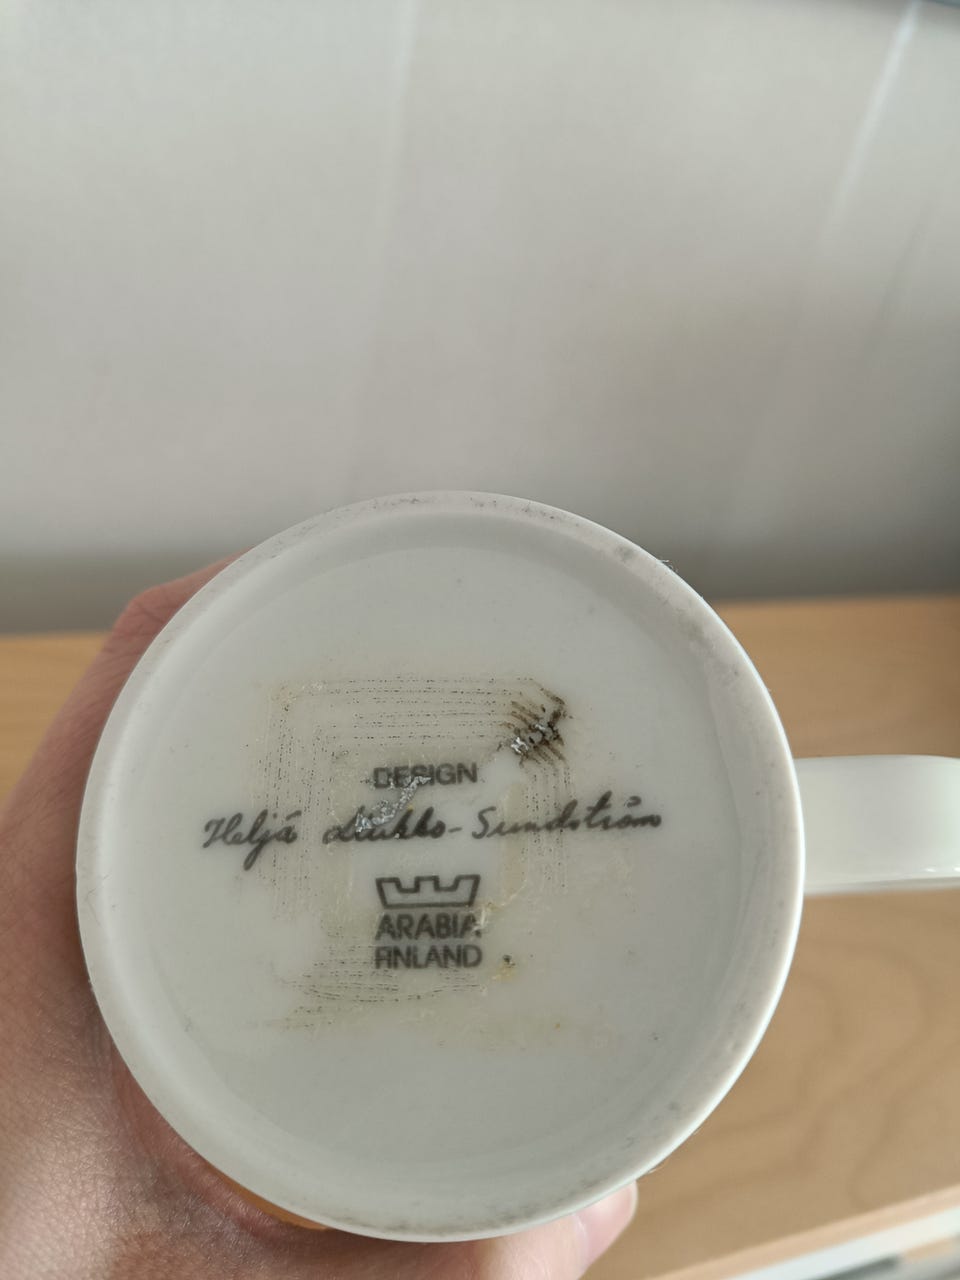 DESIGN
Heljä Liukko-Sundström
ARABIA
FINLAND